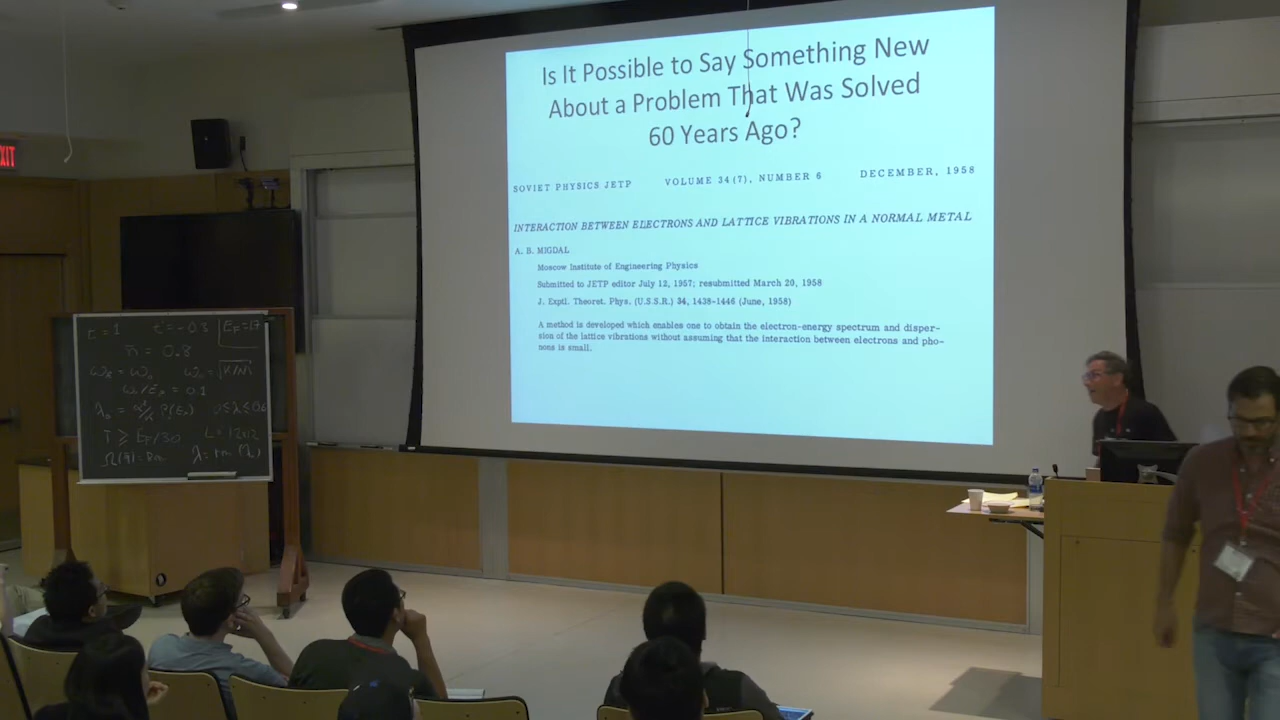 Is It Possible to Say Something New
About a Problem That Was Solved
60 Years Ago?
SOVIET PHYSICS JETP VOLUME 34 (7), NUMBER 6 DECEMBER, 1958
INTERACTION BETWEEN ELECTRONS AND LATTICE VIBRATIONS IN A NORMAL METAL
A. B. MIGDAL
Moscow Institute of Engineering Physics
Submitted to JETP editor July 12, 1957; resubmitted March 20, 1958
J. Exptl. Theoret. Phys. (U.S.S.R.) 34, 1438-1446 (June, 1958)
A method is developed which enables one to obtain the electron-energy spectrum and disper-
sion of the lattice vibrations without assuming that the interaction between electrons and pho-
nons is small.
EXIT
t = 1 t' = -0.3
n = 0.8
= 0.1
T ≥ E_F/30 L = 12x12